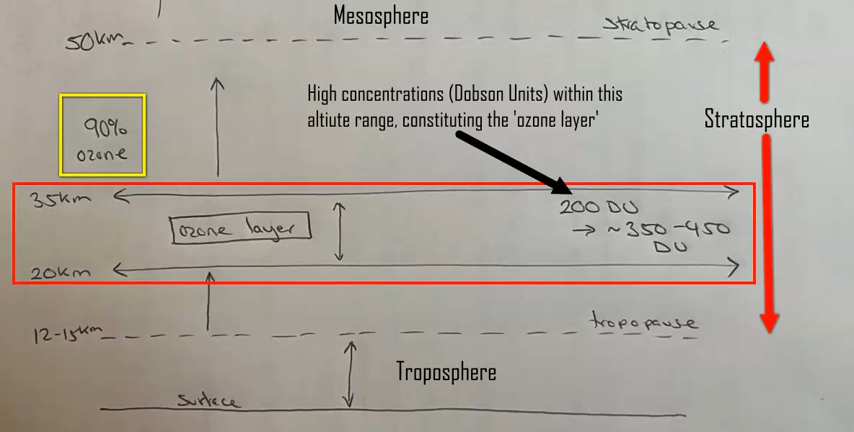 Mesosphere
stratopause
50km
High concentrations (Dobson Units) within this
altiute range, constituting the 'ozone layer'
Stratosphere
90%
ozone
35km
200 DU
→ ~350-450
DU
ozone layer
20km
12-15km
tropopause
Troposphere
surface